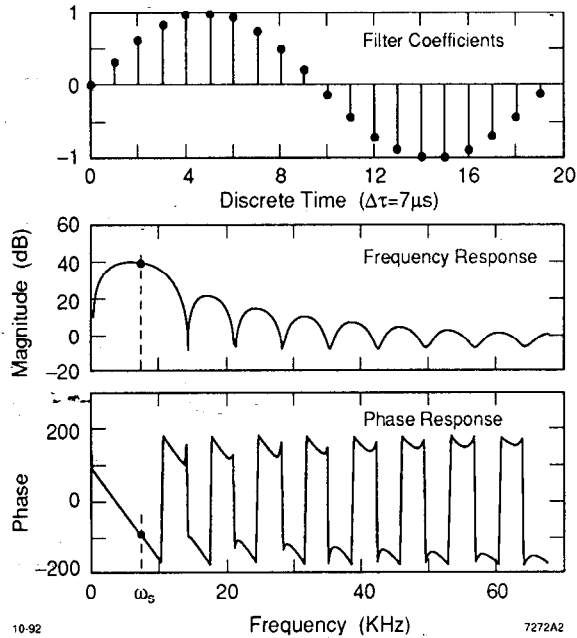 1
0
−1
Filter Coefficients
0 4 8 12 16 20
Discrete Time (Δτ=7μs)
60
40
20
0
−20
Magnitude (dB)
Frequency Response
200
0
−200
Phase
Phase Response
0 ωs 20 40 60
Frequency (KHz)
10-92
7272A2